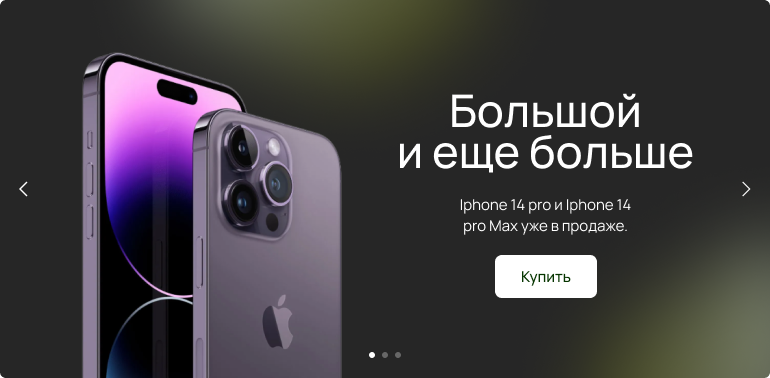 Большой
и еще больше
Iphone 14 pro и Iphone 14
pro Max уже в продаже.
Купить